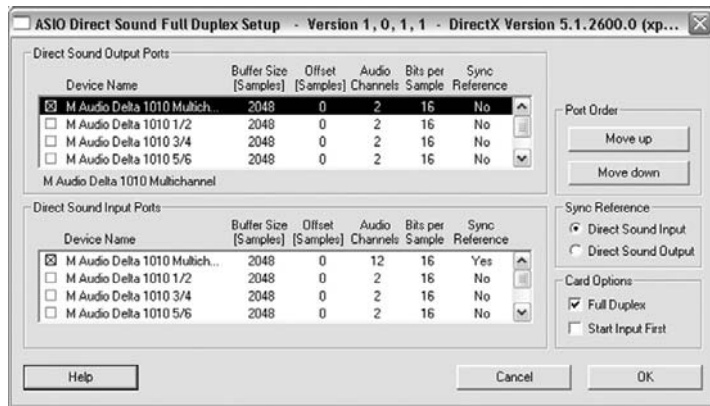 ASIO Direct Sound Full Duplex Setup - Version 1, 0, 1, 1 - DirectX Version 5.1.2600.0 (xp...
Direct Sound Output Ports
Device Name Buffer Size [Samples] Offset [Samples] Audio Channels Bits per Sample Sync Reference
M Audio Delta 1010 Multich... 2048 0 2 16 No
M Audio Delta 1010 1/2 2048 0 2 16 No
M Audio Delta 1010 3/4 2048 0 2 16 No
M Audio Delta 1010 5/6 2048 0 2 16 No
M Audio Delta 1010 Multichannel
Direct Sound Input Ports
Device Name Buffer Size [Samples] Offset [Samples] Audio Channels Bits per Sample Sync Reference
M Audio Delta 1010 Multich... 2048 0 12 16 Yes
M Audio Delta 1010 1/2 2048 0 2 16 No
M Audio Delta 1010 3/4 2048 0 2 16 No
M Audio Delta 1010 5/6 2048 0 2 16 No
Port Order
Move up
Move down
Sync Reference
Direct Sound Input
Direct Sound Output
Card Options
Full Duplex
Start Input First
Help
Cancel
OK